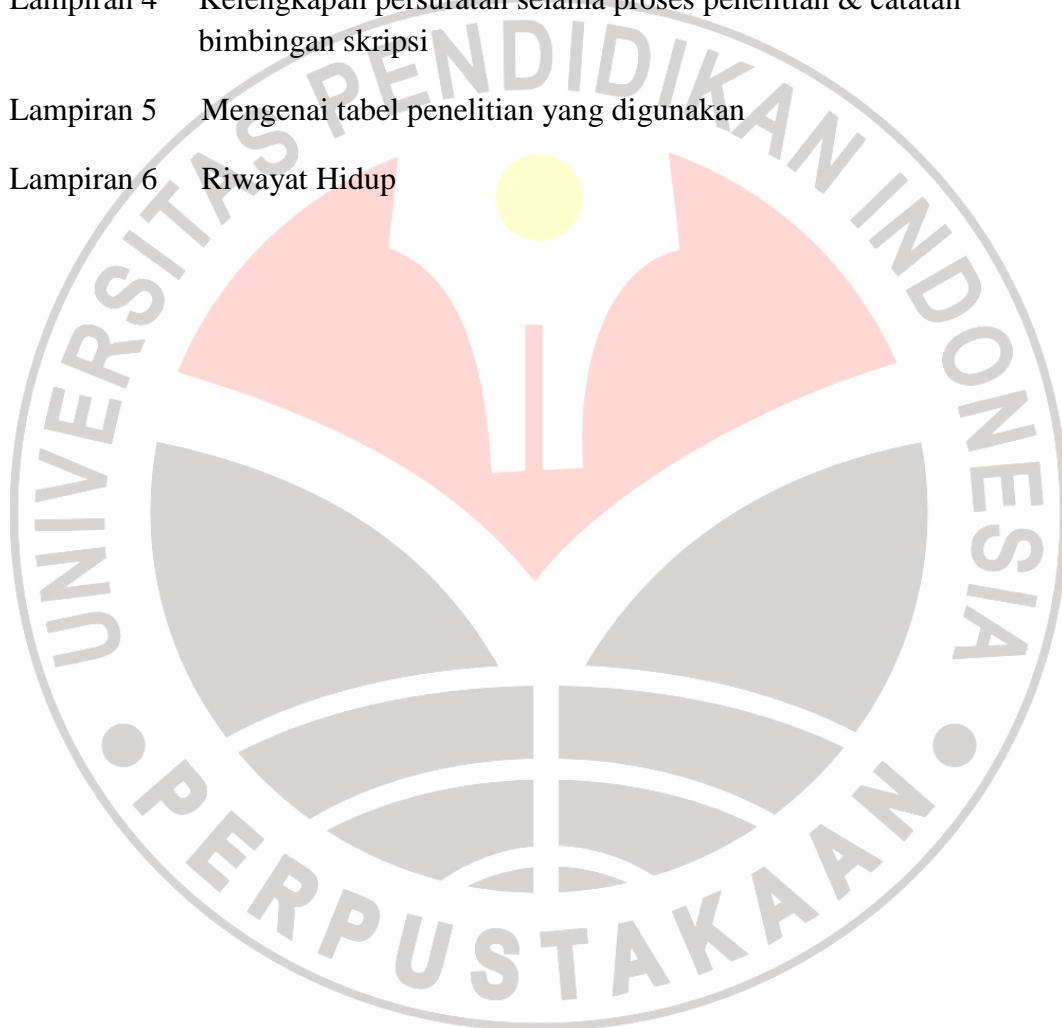 Lampiran 4 Kelengkapan persuratan selama proses penelitian & catatan
bimbingan skripsi
Lampiran 5 Mengenai tabel penelitian yang digunakan
Lampiran 6 Riwayat Hidup
UNIVERSITAS PENDIDIKAN INDONESIA
PERPUSTAKAAN